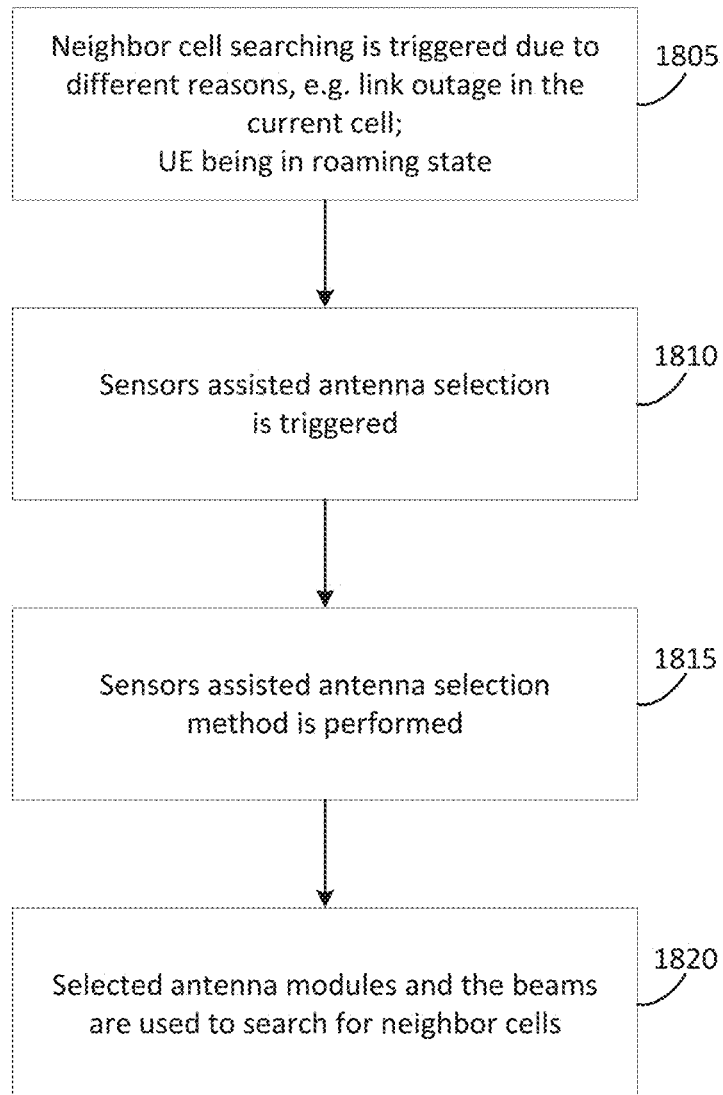 Neighbor cell searching is triggered due to
different reasons, e.g. link outage in the
current cell;
UE being in roaming state
1805
Sensors assisted antenna selection
is triggered
1810
Sensors assisted antenna selection
method is performed
1815
Selected antenna modules and the beams
are used to search for neighbor cells
1820